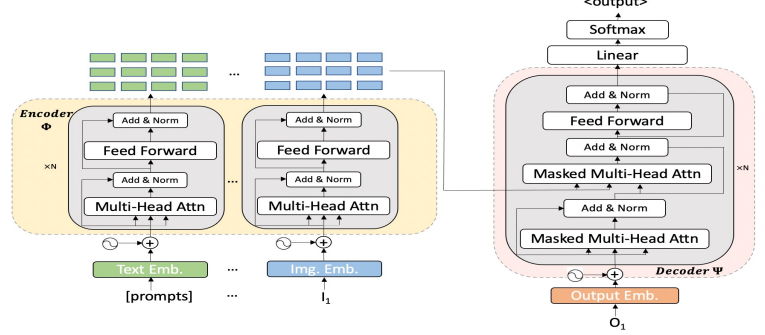 <output>
Softmax
Linear
Encoder
Φ
×N
Add & Norm
Feed Forward
Add & Norm
Multi-Head Attn
Text Emb.
[prompts]
...
...
...
...
Add & Norm
Feed Forward
Add & Norm
Multi-Head Attn
Img. Emb.
I1
Add & Norm
Feed Forward
Add & Norm
Masked Multi-Head Attn
Add & Norm
Masked Multi-Head Attn
×N
Decoder Ψ
Output Emb.
O1